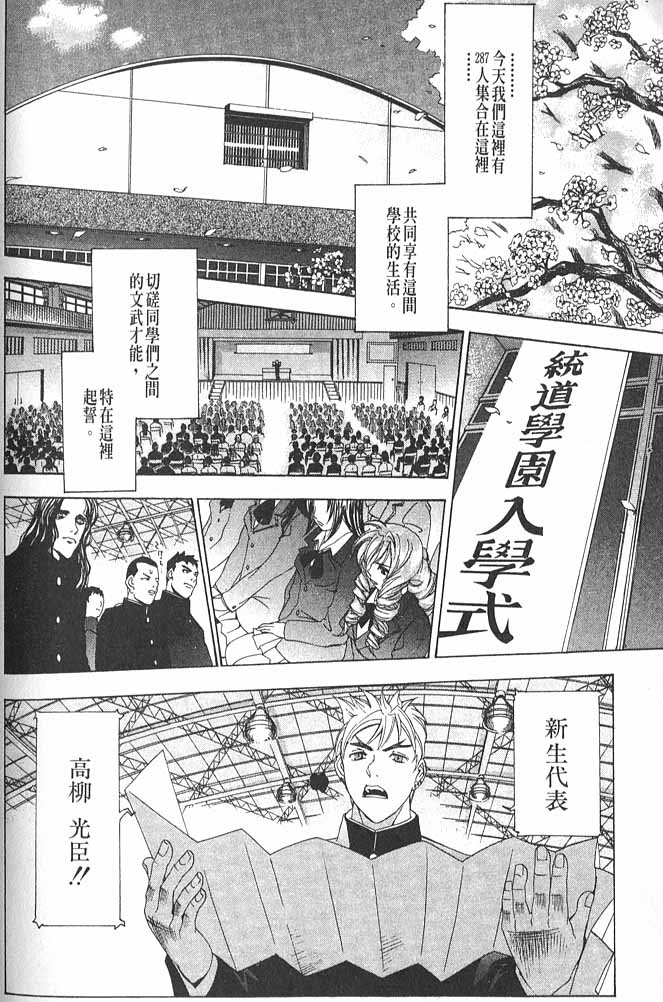 ………
今天我們這裡有
287人集合在這裡
……
共同享有這間
學校的生活。
切磋同學們之間
的文武才能，
特在這裡
起誓。
統道學園入學式
新生代表
高柳 光臣!!